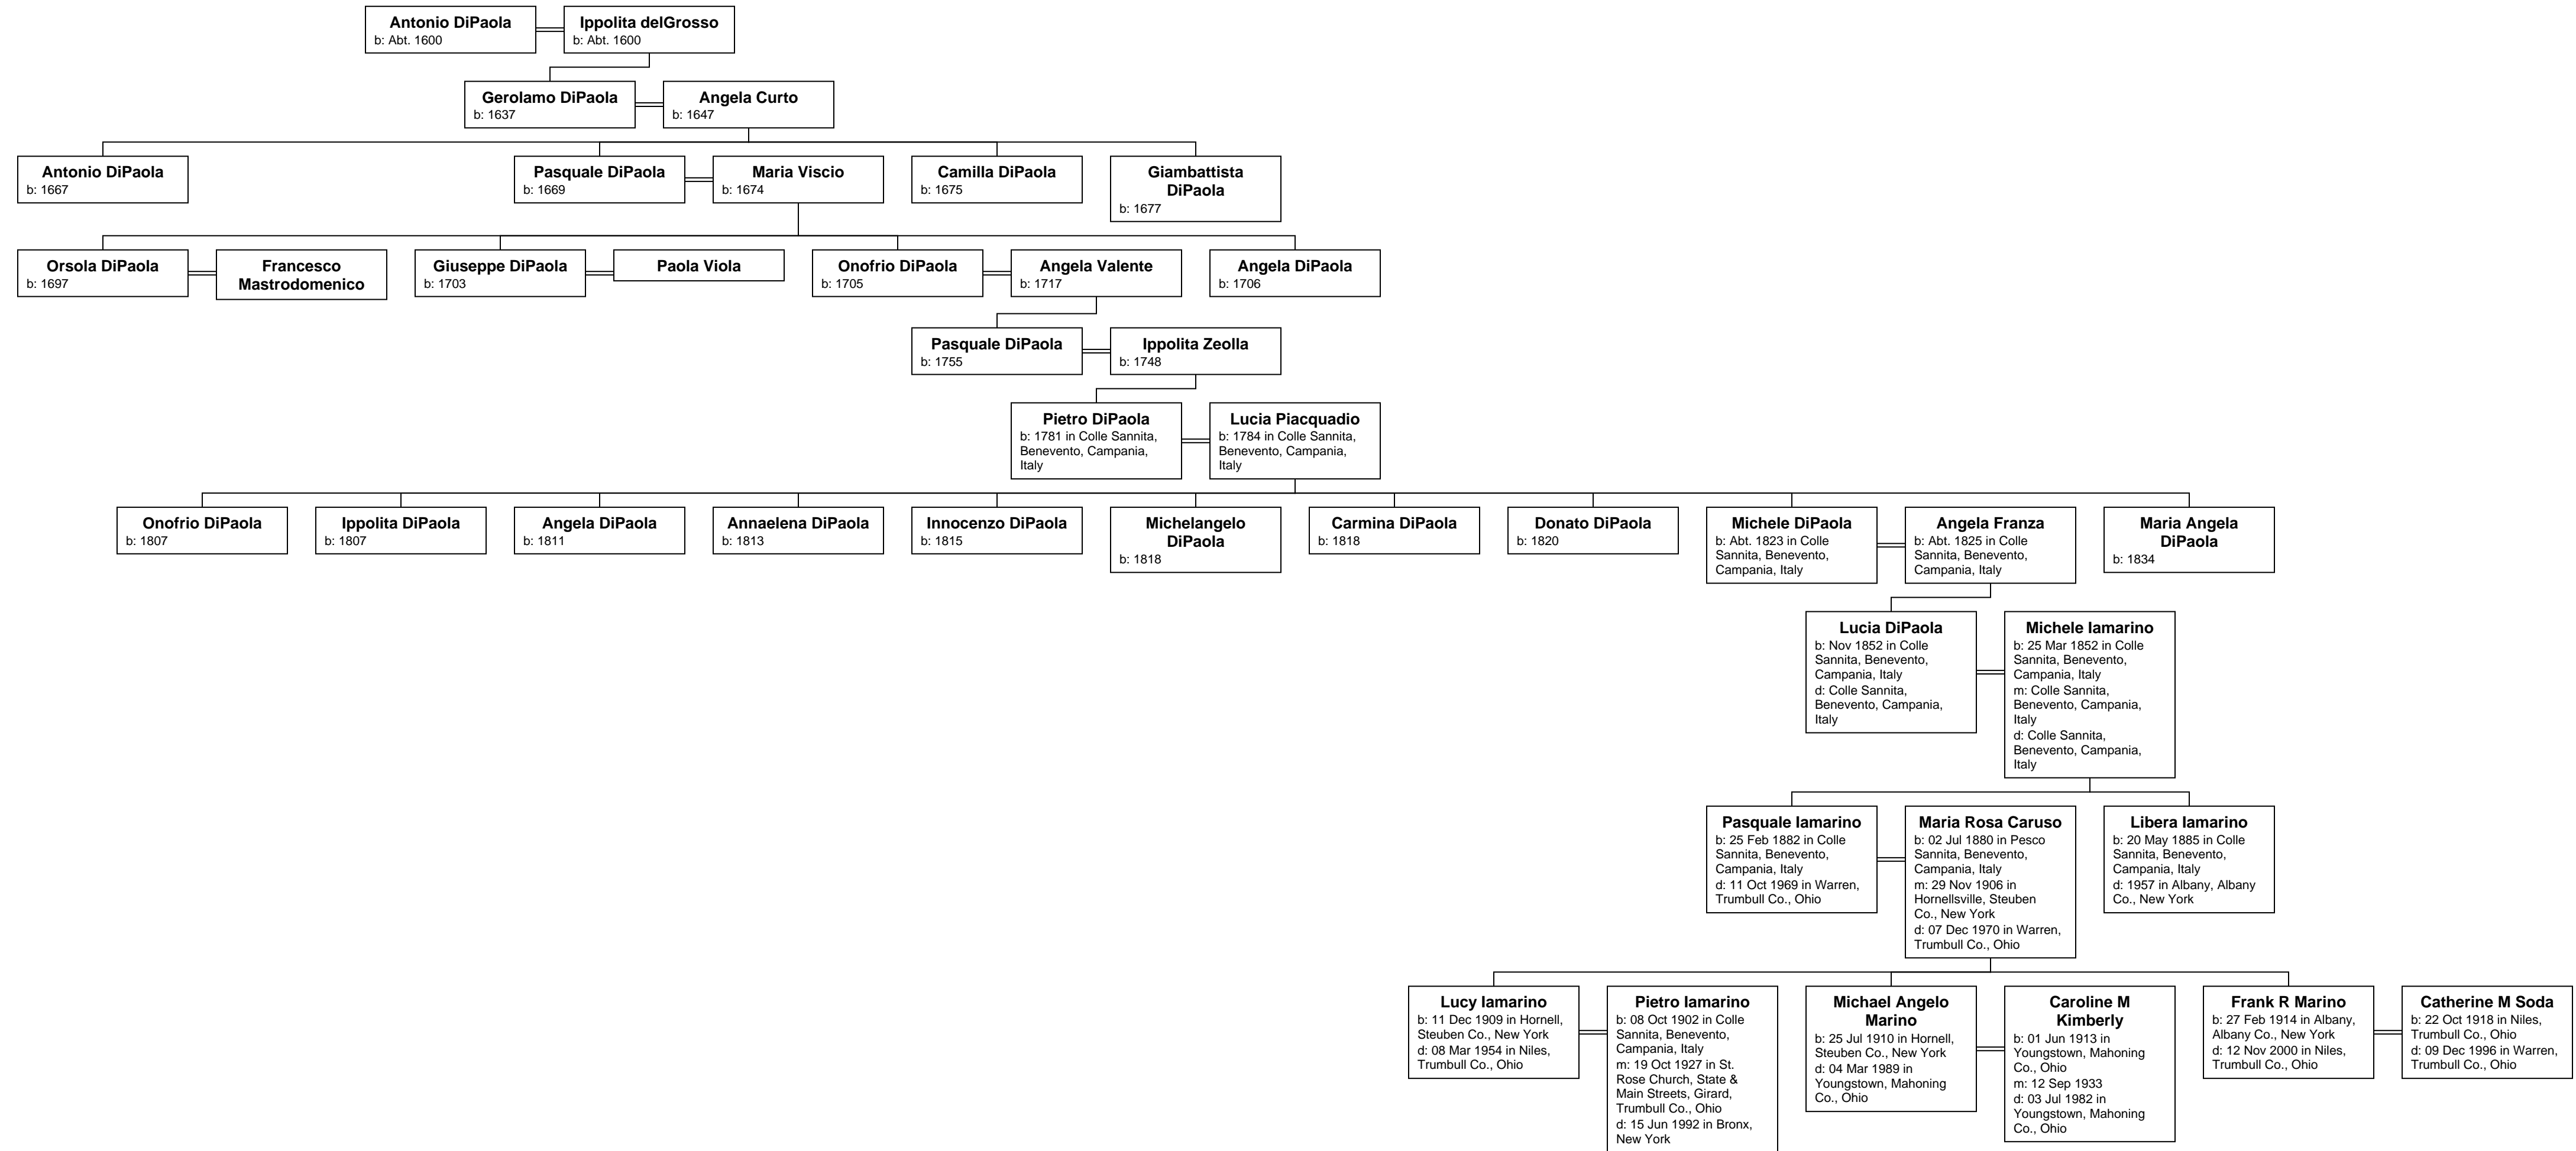 Antonio DiPaola
b: Abt. 1600
Ippolita delGrosso
b: Abt. 1600
Gerolamo DiPaola
b: 1637
Angela Curto
b: 1647
Antonio DiPaola
b: 1667
Pasquale DiPaola
b: 1669
Maria Viscio
b: 1674
Camilla DiPaola
b: 1675
Giambattista
DiPaola
b: 1677
Orsola DiPaola
b: 1697
Francesco
Mastrodomenico
Giuseppe DiPaola
b: 1703
Paola Viola
Onofrio DiPaola
b: 1705
Angela Valente
b: 1717
Angela DiPaola
b: 1706
Pasquale DiPaola
b: 1755
Ippolita Zeolla
b: 1748
Pietro DiPaola
b: 1781 in Colle Sannita,
Benevento, Campania,
Italy
Lucia Piacquadio
b: 1784 in Colle Sannita,
Benevento, Campania,
Italy
Onofrio DiPaola
b: 1807
Ippolita DiPaola
b: 1807
Angela DiPaola
b: 1811
Annaelena DiPaola
b: 1813
Innocenzo DiPaola
b: 1815
Michelangelo
DiPaola
b: 1818
Carmina DiPaola
b: 1818
Donato DiPaola
b: 1820
Michele DiPaola
b: Abt. 1823 in Colle
Sannita, Benevento,
Campania, Italy
Angela Franza
b: Abt. 1825 in Colle
Sannita, Benevento,
Campania, Italy
Maria Angela
DiPaola
b: 1834
Lucia DiPaola
b: Nov 1852 in Colle
Sannita, Benevento,
Campania, Italy
d: Colle Sannita,
Benevento, Campania,
Italy
Michele Iamarino
b: 25 Mar 1852 in Colle
Sannita, Benevento,
Campania, Italy
m: Colle Sannita,
Benevento, Campania,
Italy
d: Colle Sannita,
Benevento, Campania,
Italy
Pasquale Iamarino
b: 25 Feb 1882 in Colle
Sannita, Benevento,
Campania, Italy
d: 11 Oct 1969 in Warren,
Trumbull Co., Ohio
Maria Rosa Caruso
b: 02 Jul 1880 in Pesco
Sannita, Benevento,
Campania, Italy
m: 29 Nov 1906 in
Hornellsville, Steuben
Co., New York
d: 07 Dec 1970 in Warren,
Trumbull Co., Ohio
Libera Iamarino
b: 20 May 1885 in Colle
Sannita, Benevento,
Campania, Italy
d: 1957 in Albany, Albany
Co., New York
Lucy Iamarino
b: 11 Dec 1909 in Hornell,
Steuben Co., New York
d: 08 Mar 1954 in Niles,
Trumbull Co., Ohio
Pietro Iamarino
b: 08 Oct 1902 in Colle
Sannita, Benevento,
Campania, Italy
m: 19 Oct 1927 in St.
Rose Church, State &
Main Streets, Girard,
Trumbull Co., Ohio
d: 15 Jun 1992 in Bronx,
New York
Michael Angelo
Marino
b: 25 Jul 1910 in Hornell,
Steuben Co., New York
d: 04 Mar 1989 in
Youngstown, Mahoning
Co., Ohio
Caroline M
Kimberly
b: 01 Jun 1913 in
Youngstown, Mahoning
Co., Ohio
m: 12 Sep 1933
d: 03 Jul 1982 in
Youngstown, Mahoning
Co., Ohio
Frank R Marino
b: 27 Feb 1914 in Albany,
Albany Co., New York
d: 12 Nov 2000 in Niles,
Trumbull Co., Ohio
Catherine M Soda
b: 22 Oct 1918 in Niles,
Trumbull Co., Ohio
d: 09 Dec 1996 in Warren,
Trumbull Co., Ohio